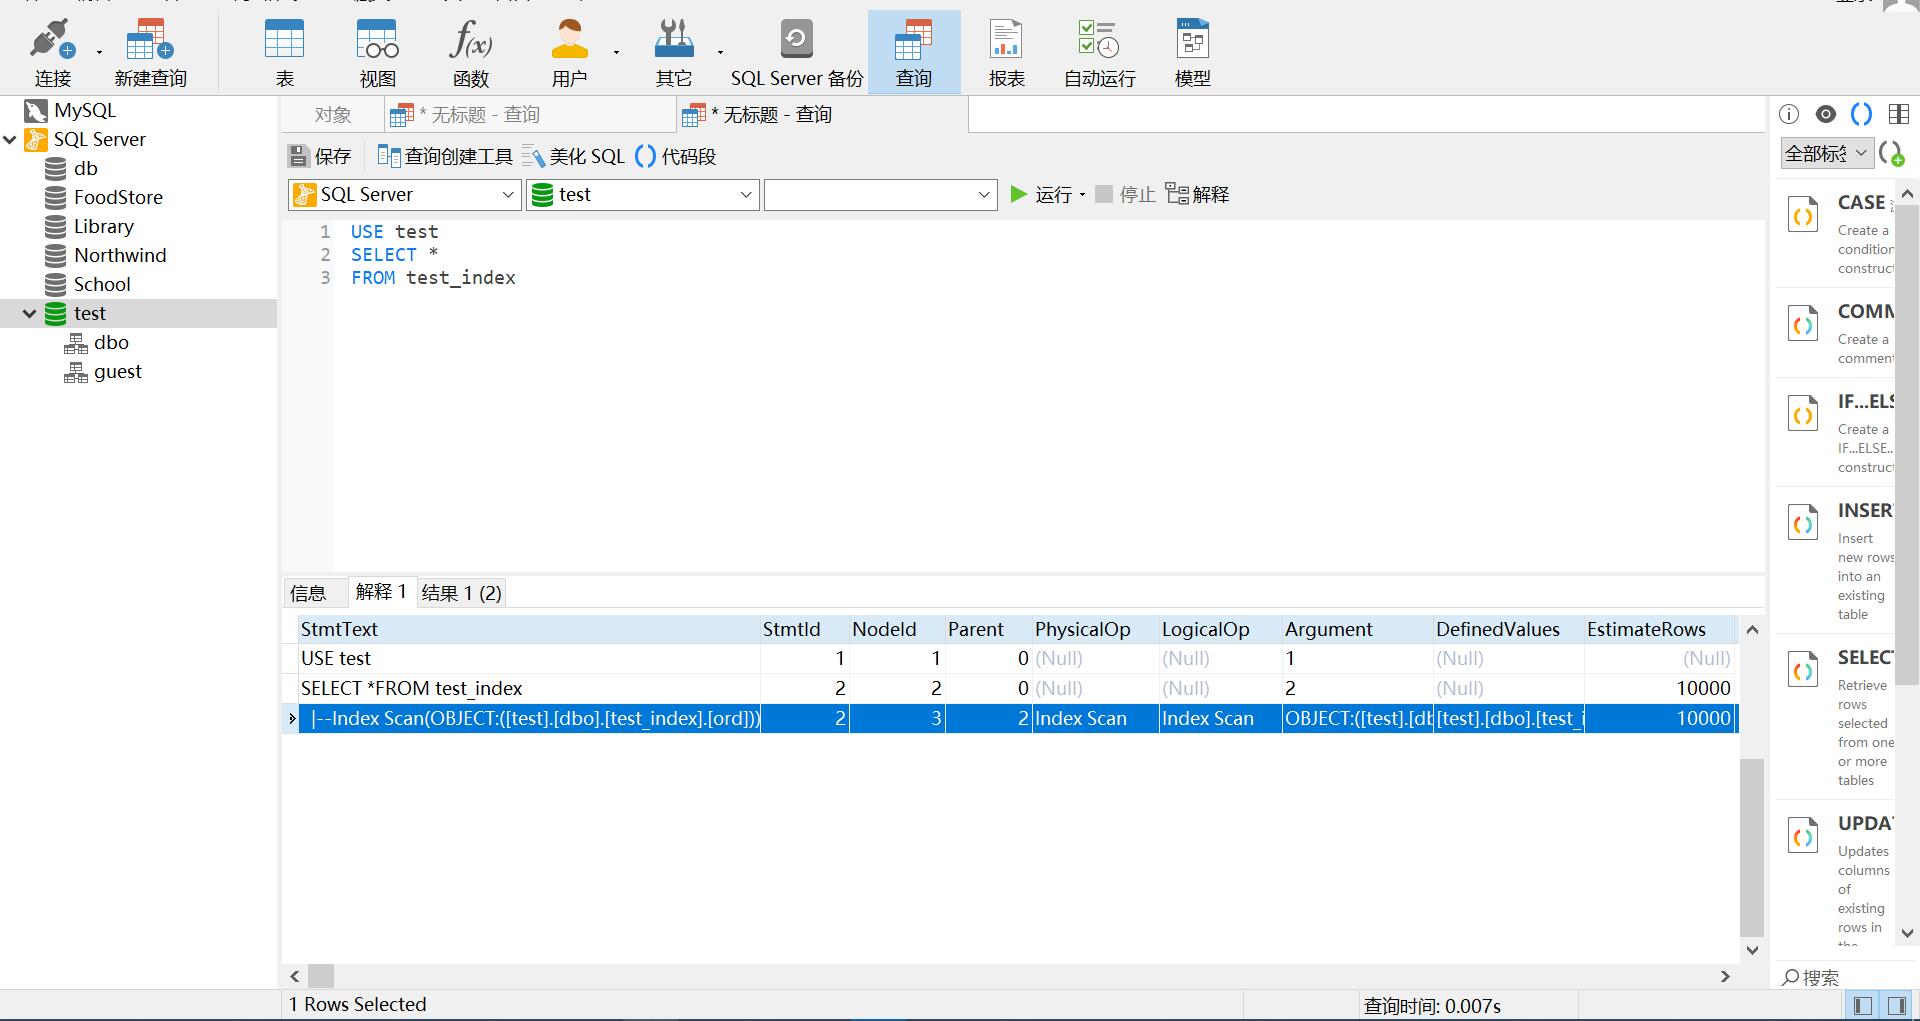 连接
新建查询
表
视图
f(x)
函数
用户
其它
SQL Server 备份
查询
报表
自动运行
模型
MySQL
SQL Server
db
FoodStore
Library
Northwind
School
test
dbo
guest
对象
* 无标题 - 查询
* 无标题 - 查询
保存
查询创建工具
美化 SQL
() 代码段
SQL Server
test
运行
停止
解释
1 USE test
2 SELECT *
3 FROM test_index
信息
解释 1
结果 1 (2)
StmtText StmtId NodeId Parent PhysicalOp LogicalOp Argument DefinedValues EstimateRows
USE test 1 1 0 (Null) (Null) 1 (Null) (Null)
SELECT *FROM test_index 2 2 0 (Null) (Null) 2 (Null) 10000
|--Index Scan(OBJECT:([test].[dbo].[test_index].[ord])) 2 3 2 Index Scan Index Scan OBJECT:([test].[db [test].[dbo].[test_i 10000
1 Rows Selected
查询时间: 0.007s
全部标签
CASE
Create a
condition
construct
COMM
Create a
comment
IF...ELS
Create a
IF...ELSE...
construct
INSER
Insert
new rows
into an
existing
table
SELEC
Retrieve
rows
selected
from one
or more
tables
UPDA
Updates
columns
of
existing
rows in
搜索